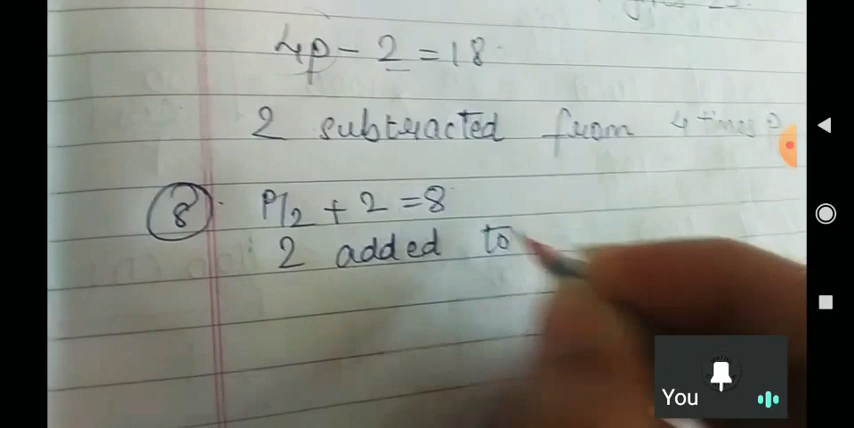 4p - 2 = 18
2 subtracted from 4 times P
8. P/2 + 2 = 8
2 added to
You